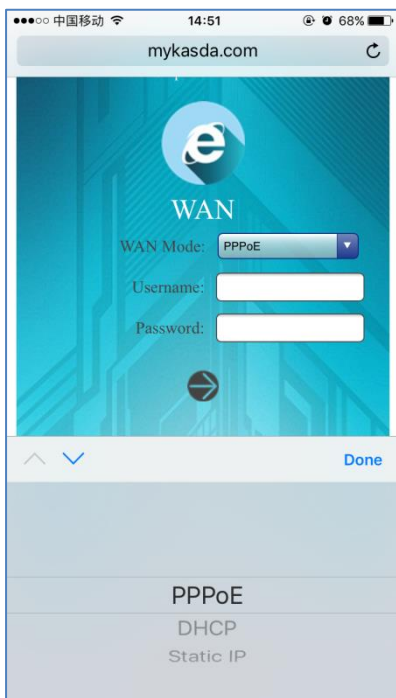 中国移动 14:51 68%
mykasda.com
WAN
WAN Mode: PPPoE
Username:
Password:
Done
PPPoE
DHCP
Static IP